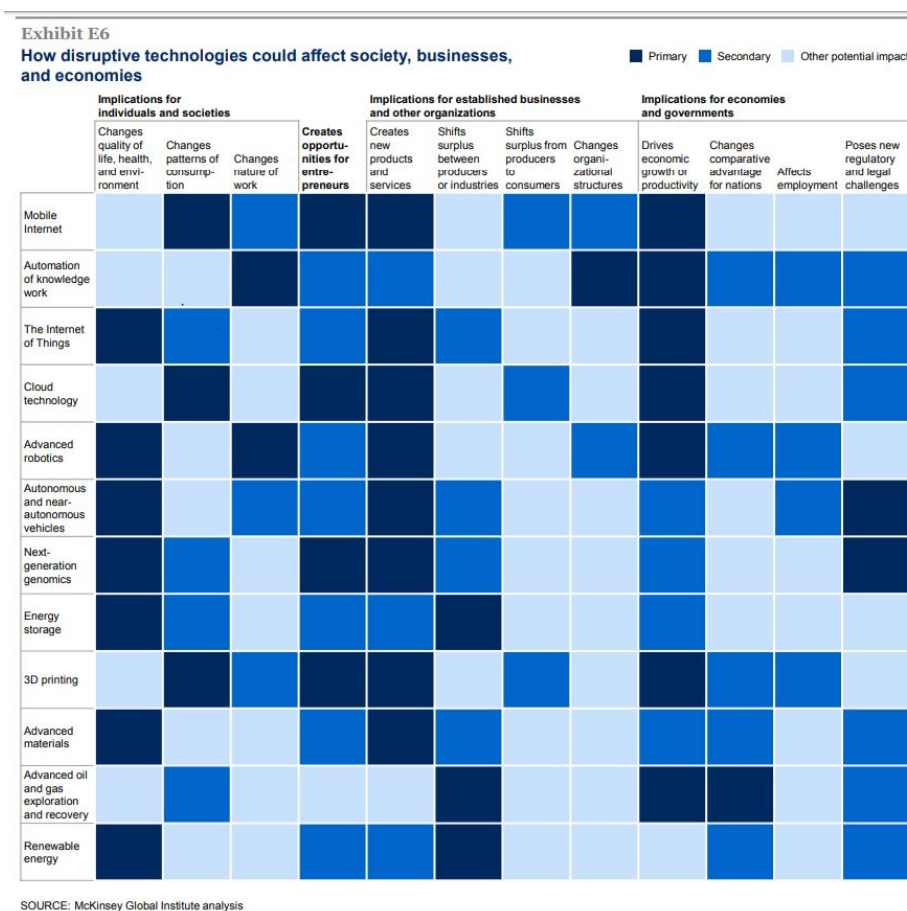 Exhibit E6
How disruptive technologies could affect society, businesses,
and economies
Primary Secondary Other potential impact
Implications for
individuals and societies
Implications for established businesses
and other organizations
Implications for economies
and governments
Changes
quality of
life, health,
and envi-
ronment
Changes
patterns of
consump-
tion
Changes
nature of
work
Creates
opportu-
nities for
entre-
preneurs
Creates
new
products
and
services
Shifts
surplus
between
producers
or industries
Shifts
surplus from
producers
to
consumers
Changes
organi-
zational
structures
Drives
economic
growth or
productivity
Changes
comparative
advantage
for nations
Affects
employment
Poses new
regulatory
and legal
challenges
Mobile
Internet
Automation
of knowledge
work
The Internet
of Things
Cloud
technology
Advanced
robotics
Autonomous
and near-
autonomous
vehicles
Next-
generation
genomics
Energy
storage
3D printing
Advanced
materials
Advanced oil
and gas
exploration
and recovery
Renewable
energy
SOURCE: McKinsey Global Institute analysis